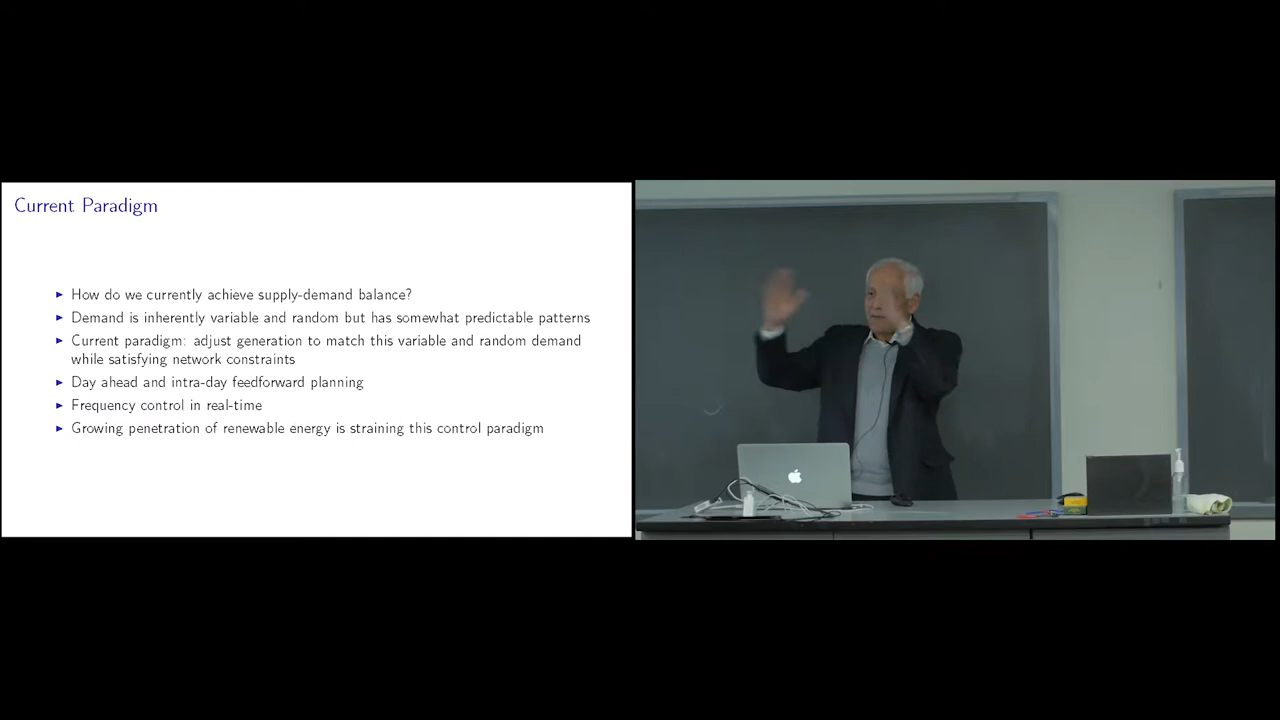 Current Paradigm
How do we currently achieve supply-demand balance?
Demand is inherently variable and random but has somewhat predictable patterns
Current paradigm: adjust generation to match this variable and random demand
while satisfying network constraints
Day ahead and intra-day feedforward planning
Frequency control in real-time
Growing penetration of renewable energy is straining this control paradigm